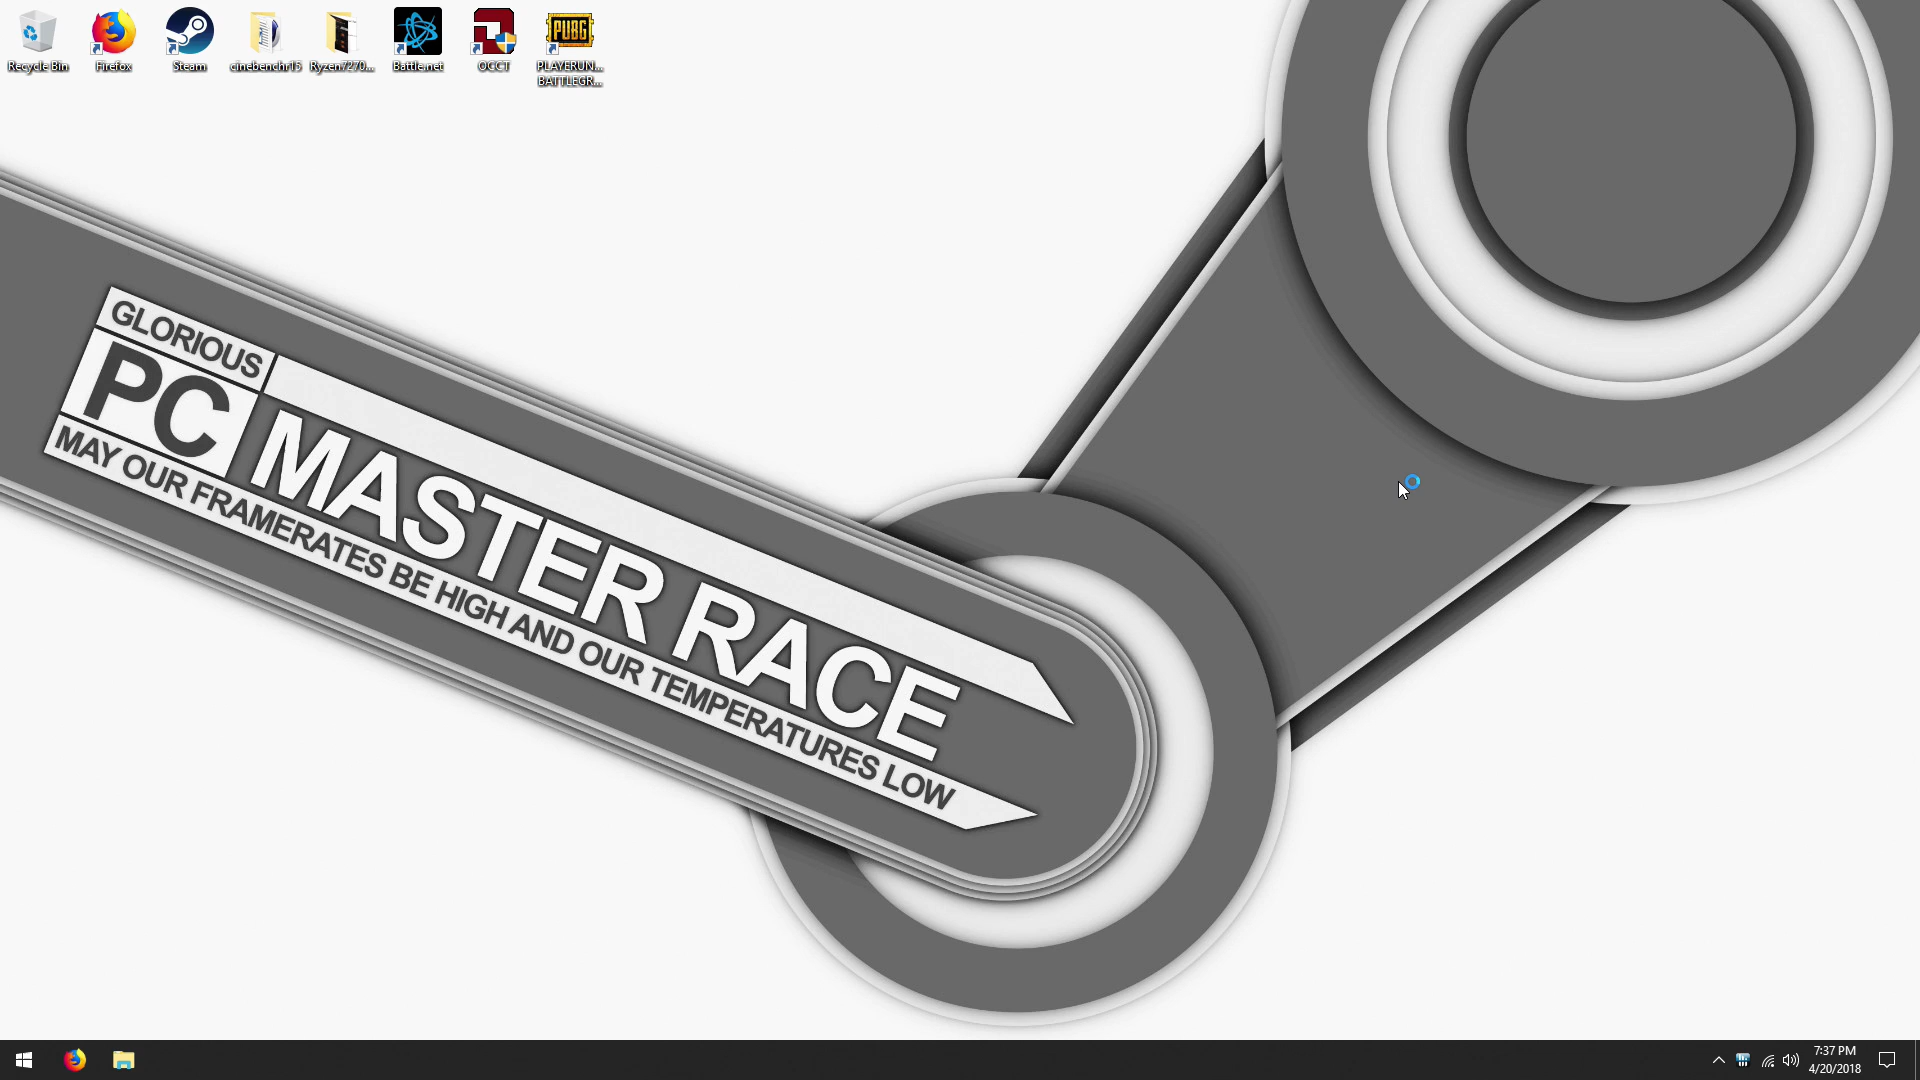 Recycle Bin
Firefox
Steam
cinebenchr15
Ryzen7270...
Battle.net
OCCT
PUBG
PLAYERUN...
BATTLEGR...
GLORIOUS
PC MASTER RACE
MAY OUR FRAMERATES BE HIGH AND OUR TEMPERATURES LOW
7:37 PM
4/20/2018